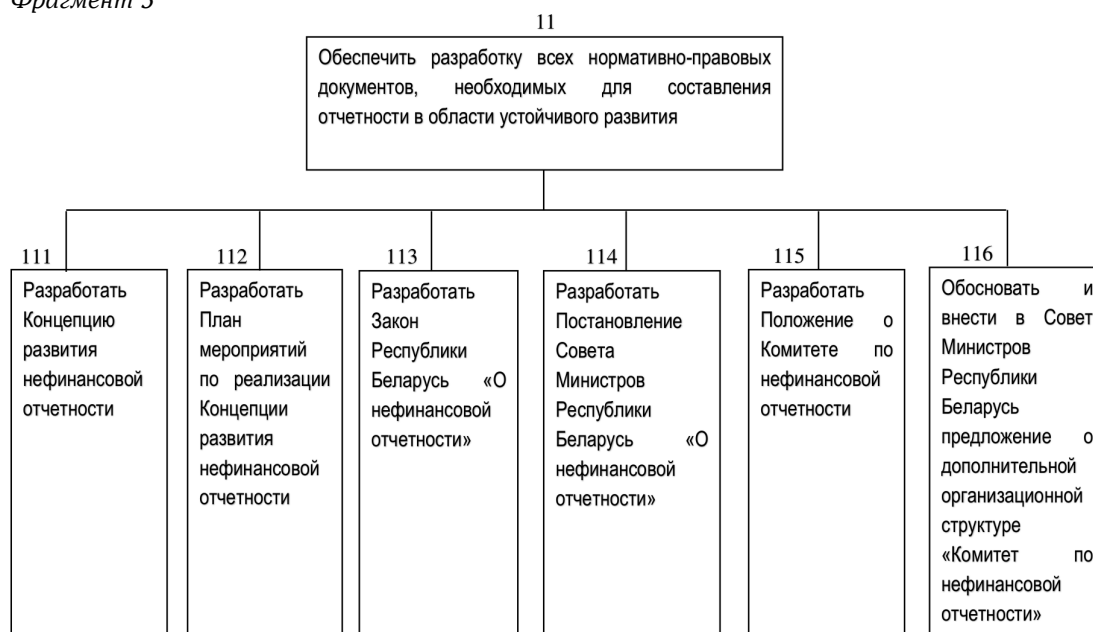 Фрагмент 3
11
Обеспечить разработку всех нормативно-правовых
документов, необходимых для составления
отчетности в области устойчивого развития
111
Разработать
Концепцию
развития
нефинансовой
отчетности
112
Разработать
План
мероприятий
по реализации
Концепции
развития
нефинансовой
отчетности
113
Разработать
Закон
Республики
Беларусь «О
нефинансовой
отчетности»
114
Разработать
Постановление
Совета
Министров
Республики
Беларусь «О
нефинансовой
отчетности»
115
Разработать
Положение о
Комитете по
нефинансовой
отчетности
116
Обосновать и
внести в Совет
Министров
Республики
Беларусь
предложение о
дополнительной
организационной
структуре
«Комитет по
нефинансовой
отчетности»